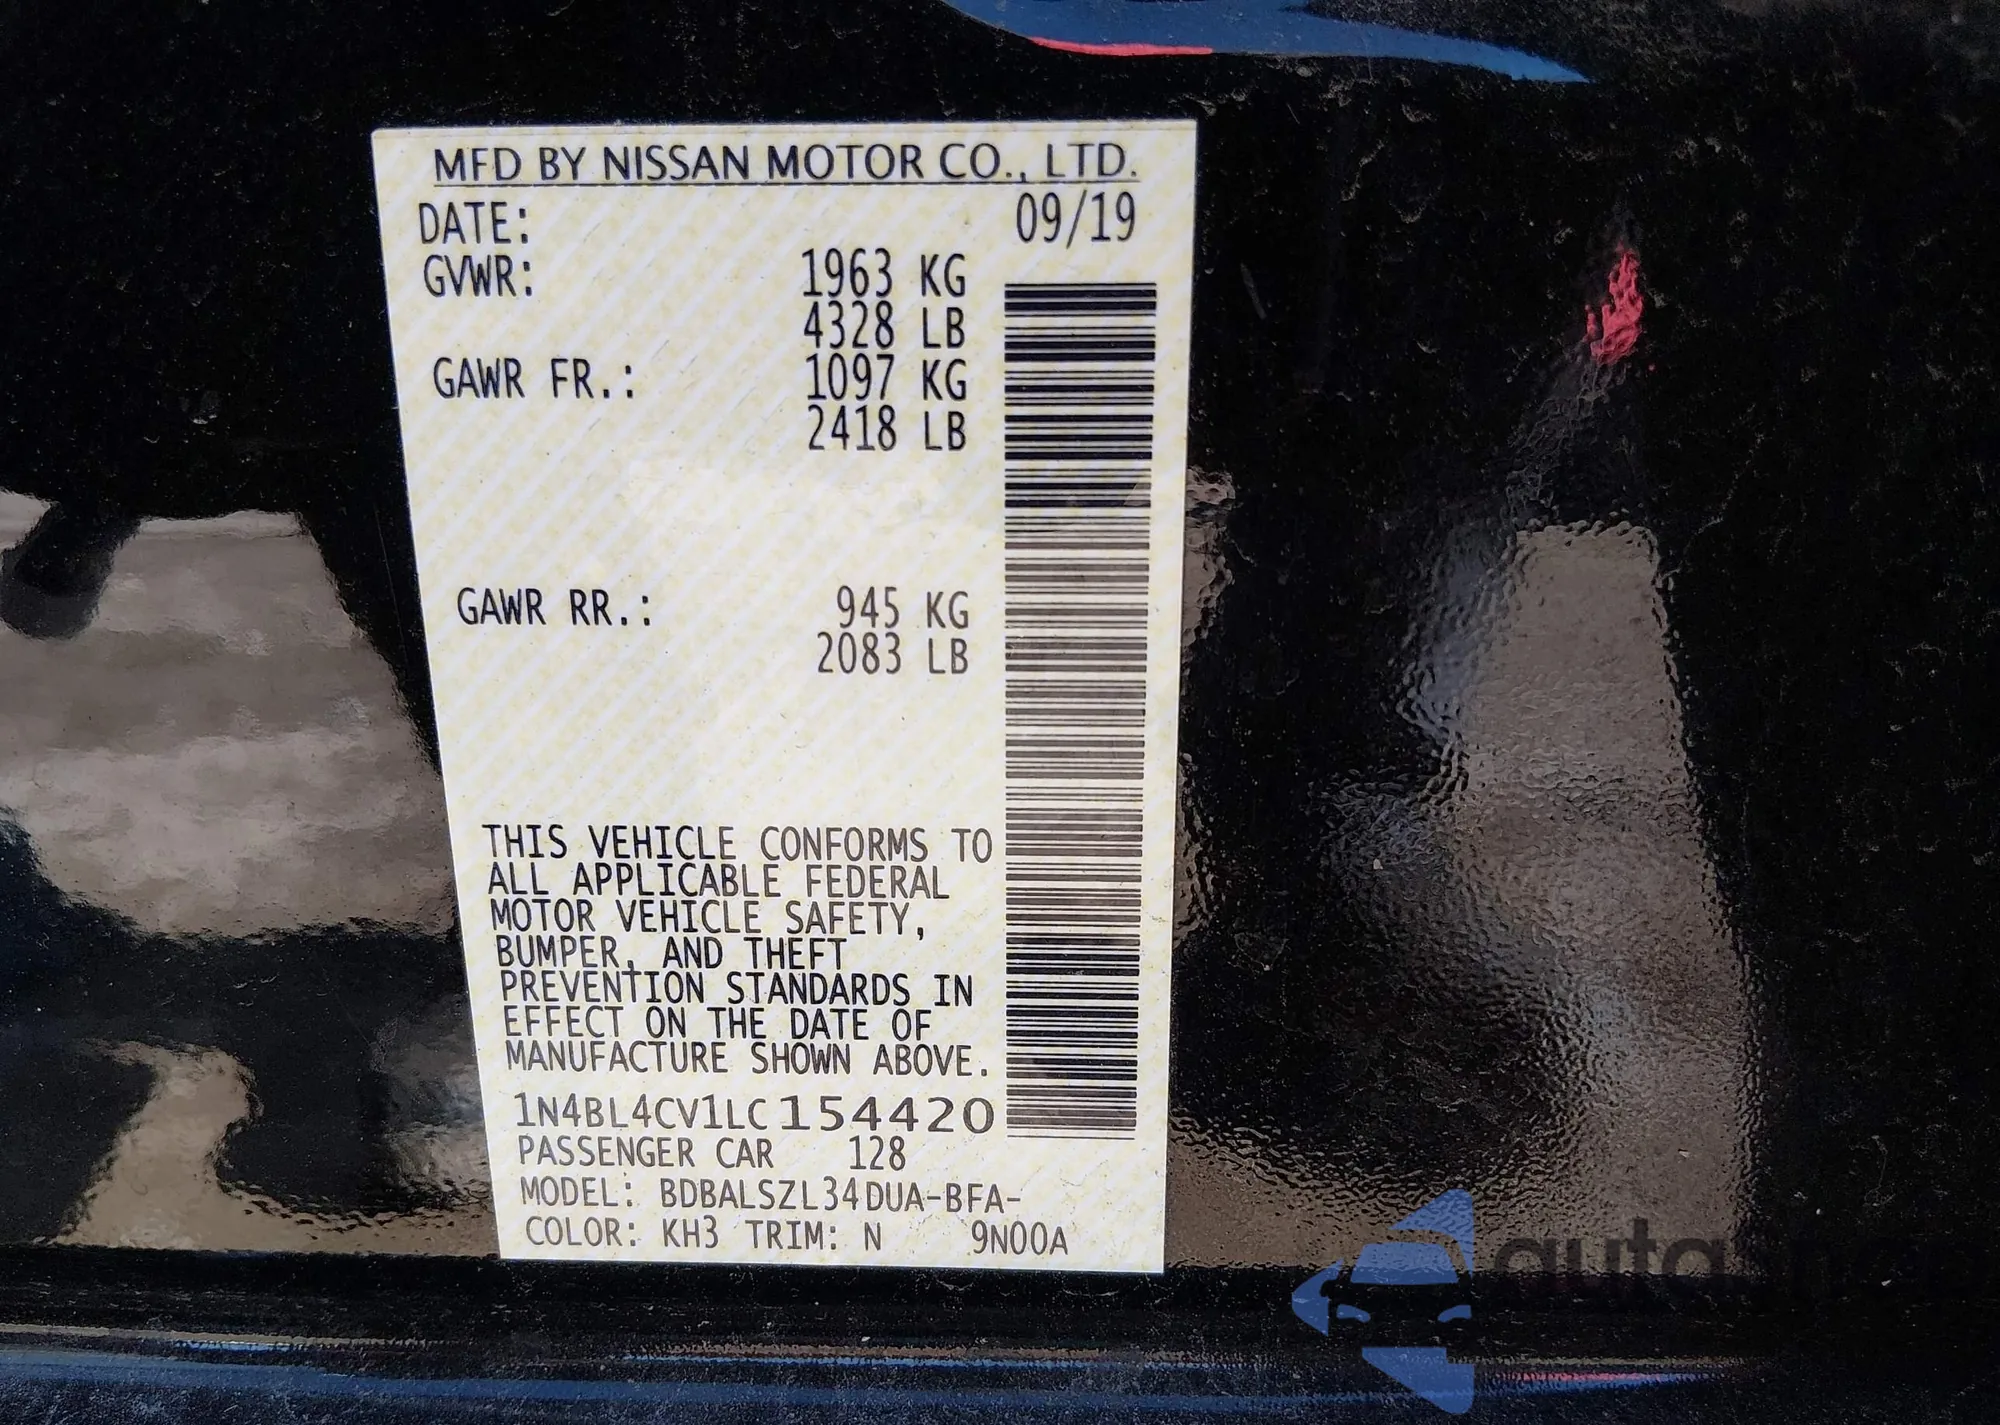 MFD BY NISSAN MOTOR CO., LTD.
DATE: 09/19
GVWR: 1963 KG
4328 LB
GAWR FR.: 1097 KG
2418 LB
GAWR RR.: 945 KG
2083 LB
THIS VEHICLE CONFORMS TO
ALL APPLICABLE FEDERAL
MOTOR VEHICLE SAFETY,
BUMPER, AND THEFT
PREVENTION STANDARDS IN
EFFECT ON THE DATE OF
MANUFACTURE SHOWN ABOVE.
1N4BL4CV1LC154420
PASSENGER CAR 128
MODEL: BDBALSZL34DUA-BFA-
COLOR: KH3 TRIM: N 9N00A